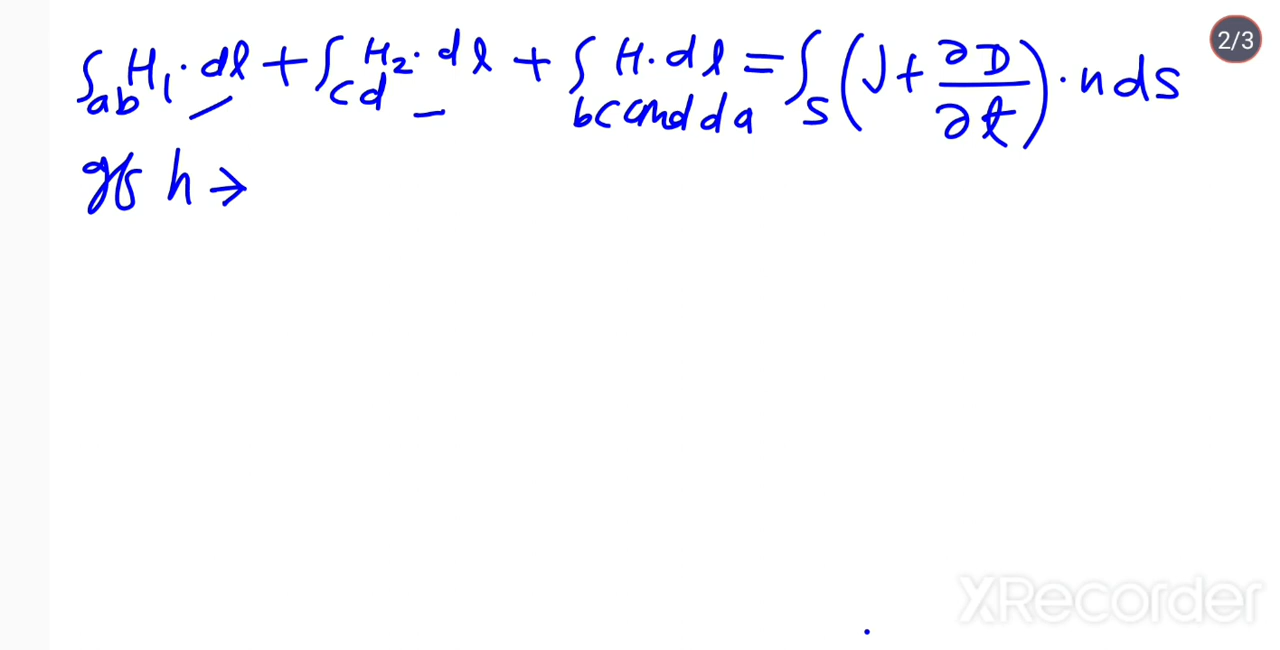 ∫ab H₁·dl + ∫cd H₂·dl + ∫bc and da H·dl = ∫S (J + ∂D/∂t)·n ds
2/3
If h →
XRecorder